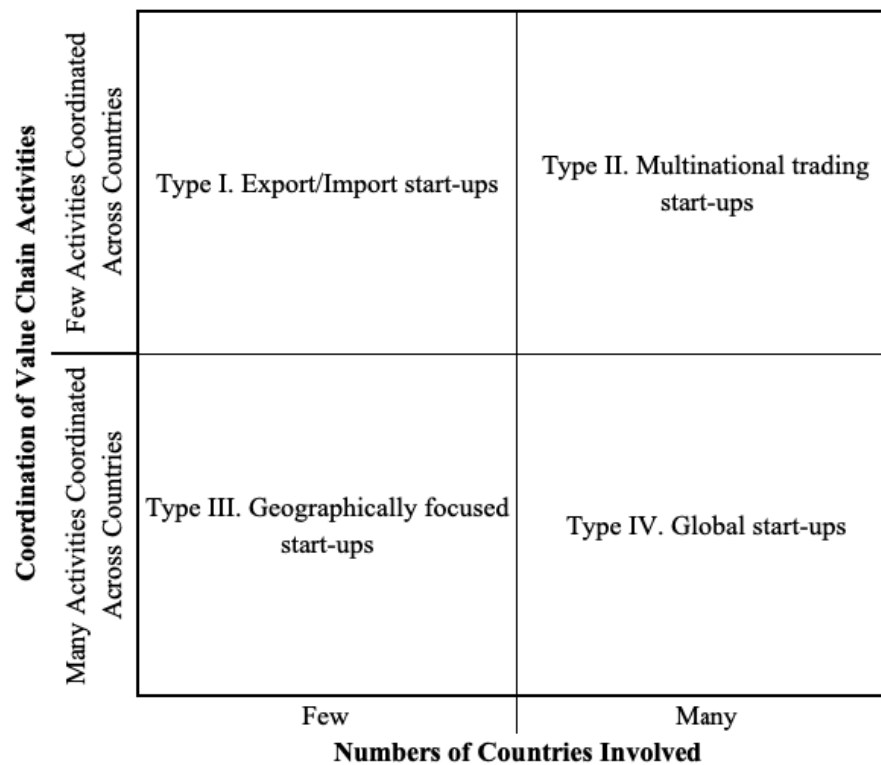 Coordination of Value Chain Activities
Few Activities Coordinated
Across Countries
Type I. Export/Import start-ups
Type II. Multinational trading
start-ups
Many Activities Coordinated
Across Countries
Type III. Geographically focused
start-ups
Type IV. Global start-ups
Few
Many
Numbers of Countries Involved